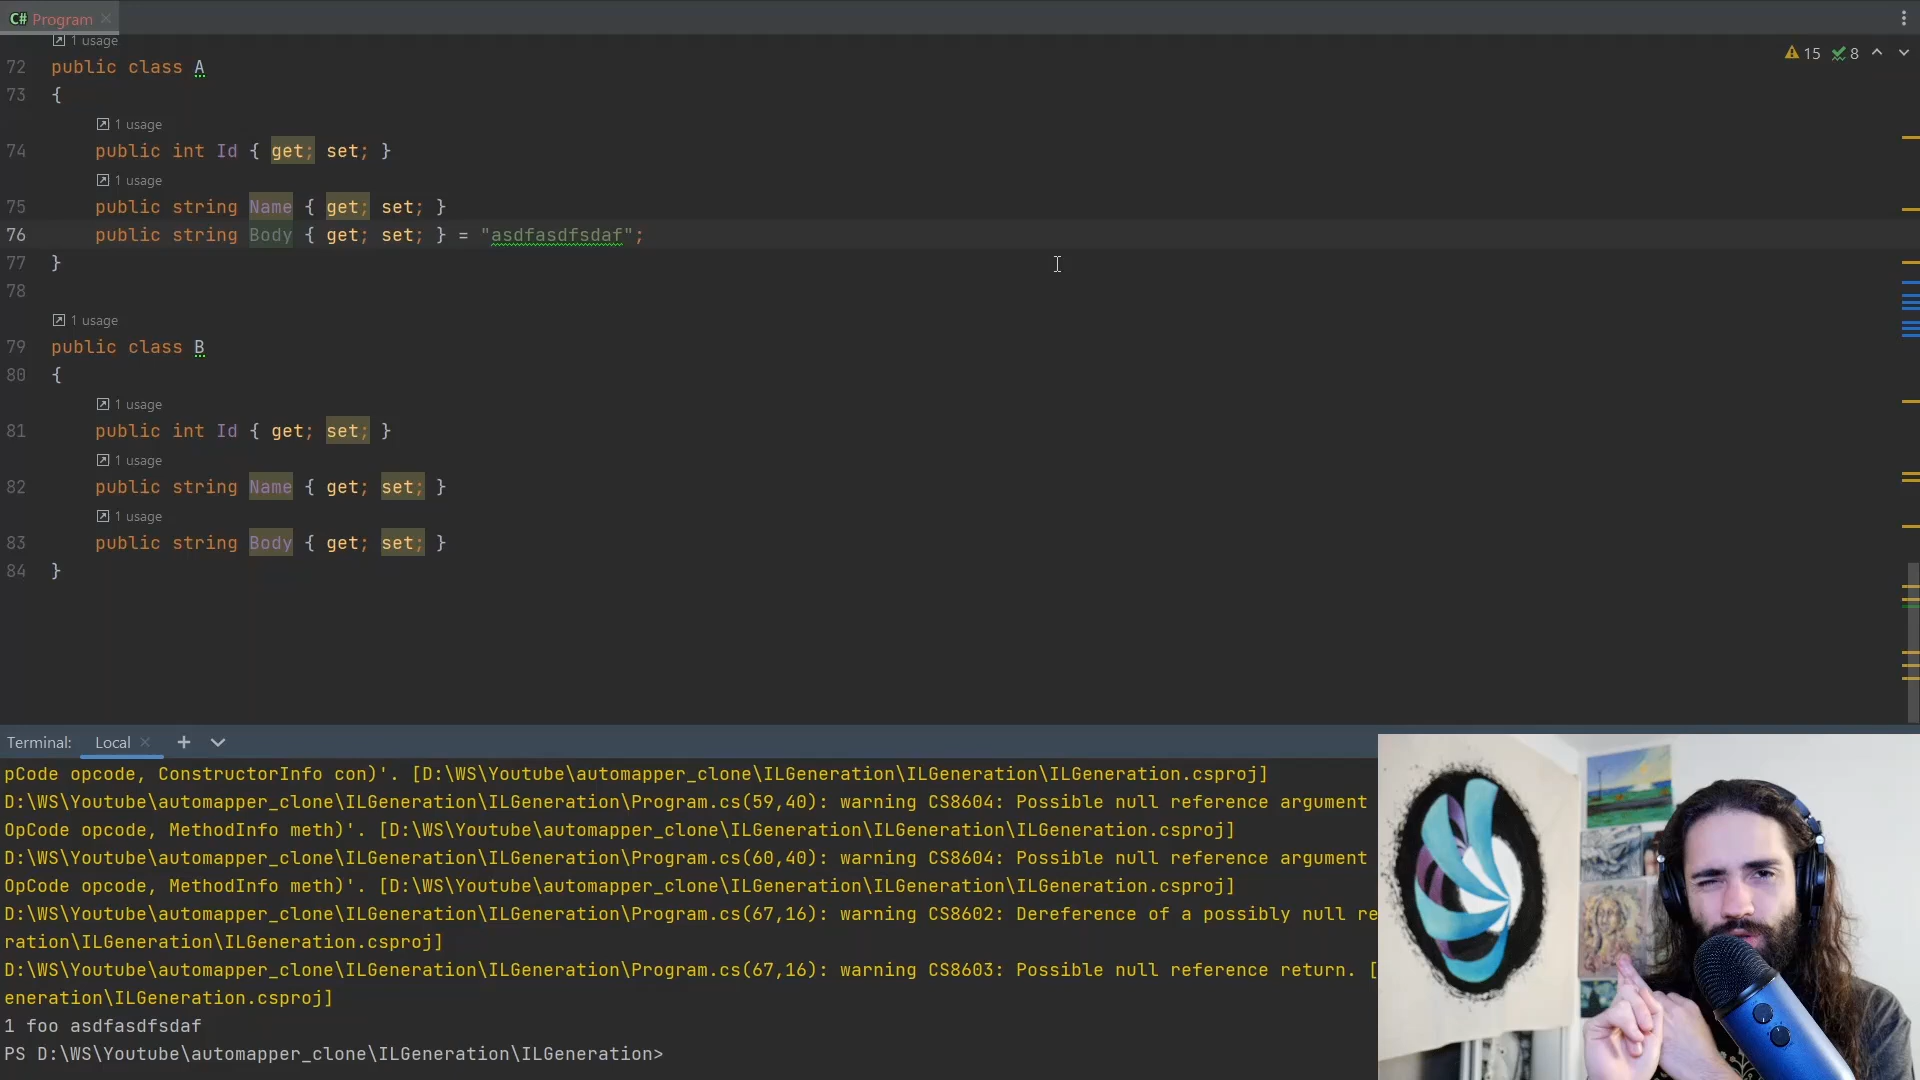 C# Program
1 usage
15 8
72 public class A
73 {
1 usage
74 public int Id { get; set; }
1 usage
75 public string Name { get; set; }
76 public string Body { get; set; } = "asdfasdfsdaf";
77 }
78
1 usage
79 public class B
80 {
1 usage
81 public int Id { get; set; }
1 usage
82 public string Name { get; set; }
1 usage
83 public string Body { get; set; }
84 }
Terminal: Local
pCode opcode, ConstructorInfo con)'. [D:\WS\Youtube\automapper_clone\ILGeneration\ILGeneration\ILGeneration.csproj]
D:\WS\Youtube\automapper_clone\ILGeneration\ILGeneration\Program.cs(59,40): warning CS8604: Possible null reference argument
OpCode opcode, MethodInfo meth)'. [D:\WS\Youtube\automapper_clone\ILGeneration\ILGeneration\ILGeneration.csproj]
D:\WS\Youtube\automapper_clone\ILGeneration\ILGeneration\Program.cs(60,40): warning CS8604: Possible null reference argument
OpCode opcode, MethodInfo meth)'. [D:\WS\Youtube\automapper_clone\ILGeneration\ILGeneration\ILGeneration.csproj]
D:\WS\Youtube\automapper_clone\ILGeneration\ILGeneration\Program.cs(67,16): warning CS8602: Dereference of a possibly null re
ration\ILGeneration\ILGeneration.csproj]
D:\WS\Youtube\automapper_clone\ILGeneration\ILGeneration\Program.cs(67,16): warning CS8603: Possible null reference return. [
eneration\ILGeneration.csproj]
1 foo asdfasdfsdaf
PS D:\WS\Youtube\automapper_clone\ILGeneration\ILGeneration>